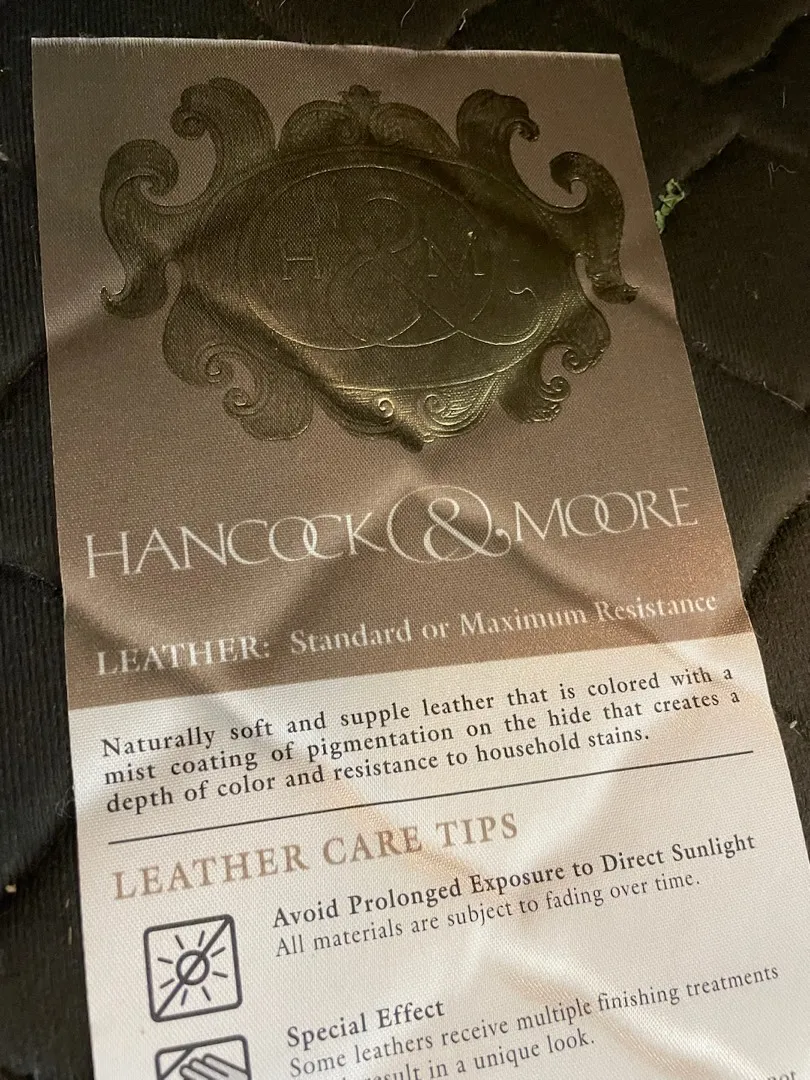 H & M
HANCOCK & MOORE
LEATHER: Standard or Maximum Resistance
Naturally soft and supple leather that is colored with a
mist coating of pigmentation on the hide that creates a
depth of color and resistance to household stains.
LEATHER CARE TIPS
Avoid Prolonged Exposure to Direct Sunlight
All materials are subject to fading over time.
Special Effect
Some leathers receive multiple finishing treatments
result in a unique look.